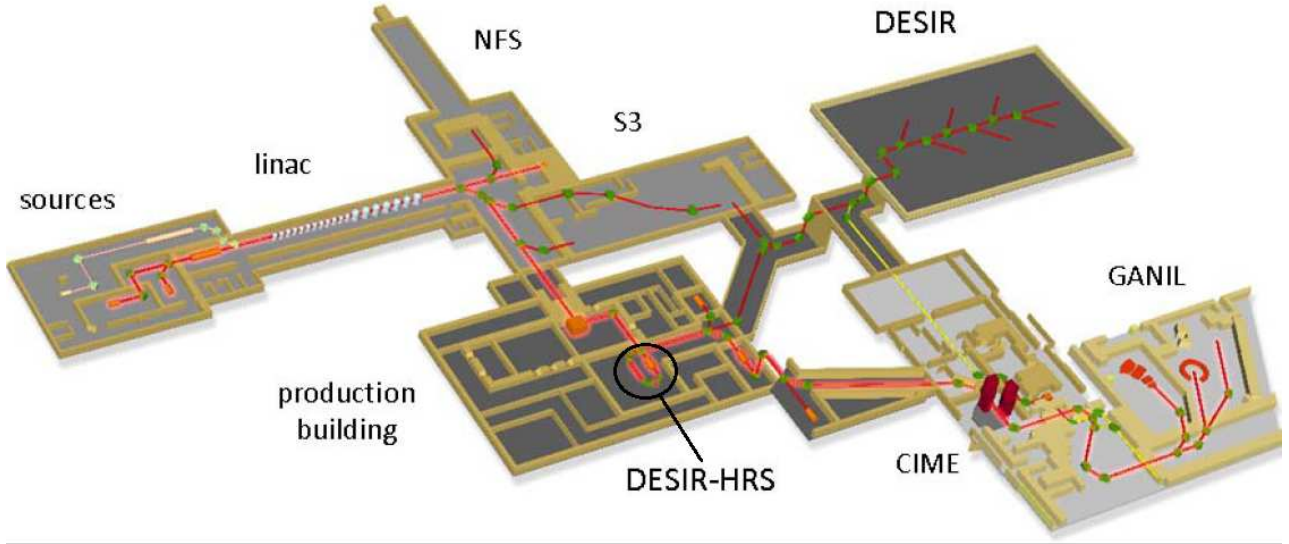 NFS
DESIR
S3
linac
sources
GANIL
production
building
DESIR-HRS
CIME